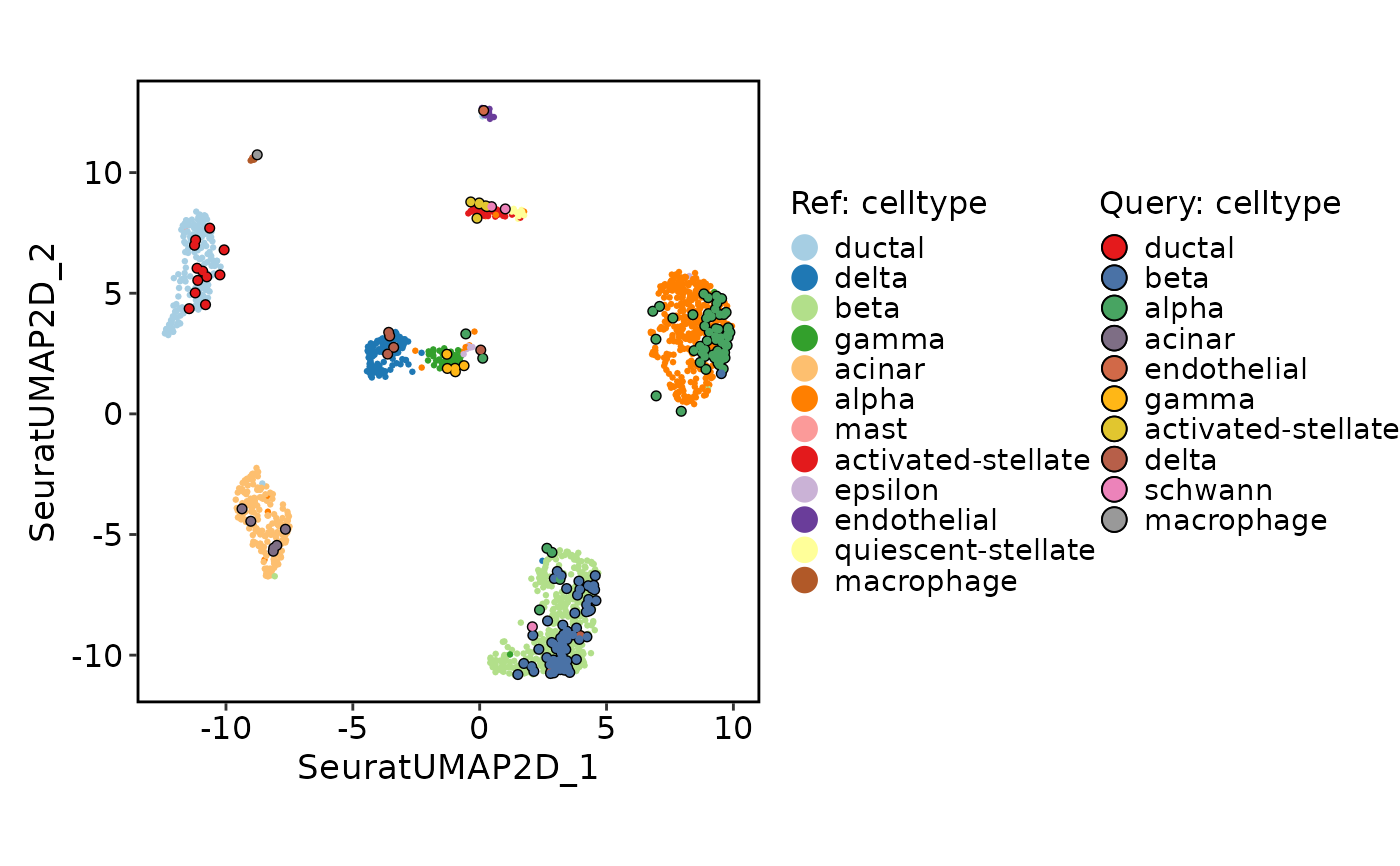 10
5
0
-5
-10
SeuratUMAP2D_2
-10 -5 0 5 10
SeuratUMAP2D_1
Ref: celltype
ductal
delta
beta
gamma
acinar
alpha
mast
activated-stellate
epsilon
endothelial
quiescent-stellate
macrophage
Query: celltype
ductal
beta
alpha
acinar
endothelial
gamma
activated-stellate
delta
schwann
macrophage